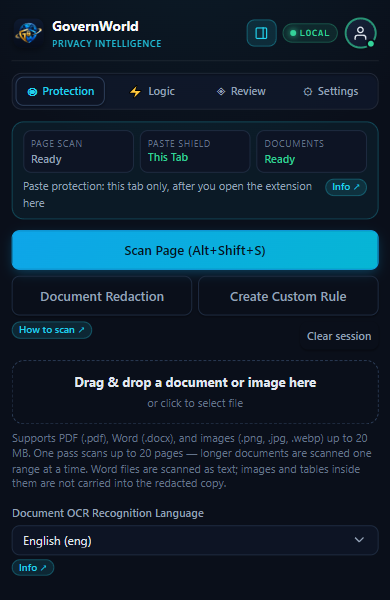 GovernWorld
PRIVACY INTELLIGENCE
LOCAL
Protection
Logic
Review
Settings
PAGE SCAN
Ready
PASTE SHIELD
This Tab
DOCUMENTS
Ready
Paste protection: this tab only, after you open the extension
here
Info ↗
Scan Page (Alt+Shift+S)
Document Redaction
Create Custom Rule
How to scan ↗
Clear session
Drag & drop a document or image here
or click to select file
Supports PDF (.pdf), Word (.docx), and images (.png, .jpg, .webp) up to 20
MB. One pass scans up to 20 pages — longer documents are scanned one
range at a time. Word files are scanned as text; images and tables inside
them are not carried into the redacted copy.
Document OCR Recognition Language
English (eng)
Info ↗